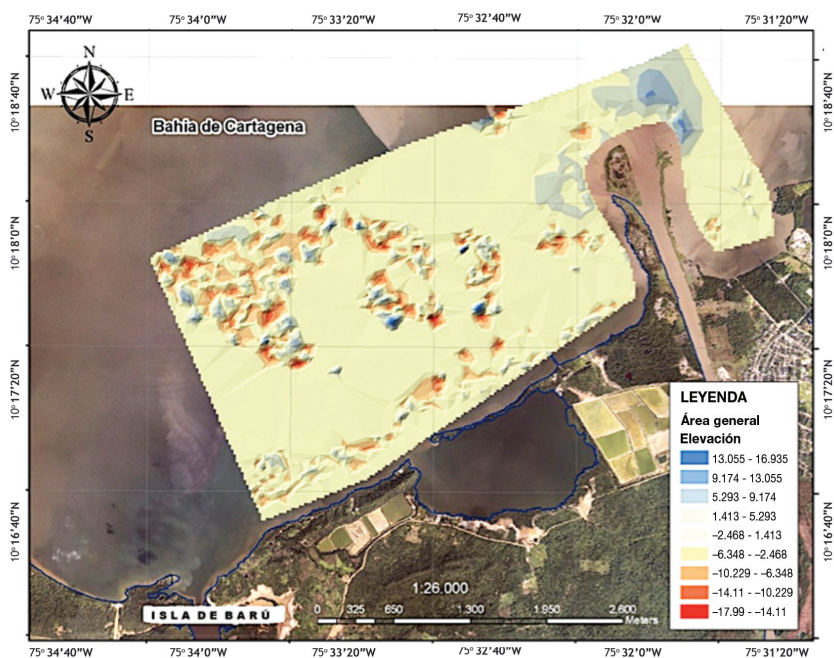 75° 34'40"W 75° 34'0"W 75° 33'20"W 75° 32'40"W 75° 32'0"W 75° 31'20"W
N
W E
S
Bahia de Cartagena
10° 18'40"N 10° 18'40"N
10° 18'0"N 10° 18'0"N
10° 17'20"N 10° 17'20"N
10° 16'40"N 10° 16'40"N
LEYENDA
Área general
Elevación
13.055 - 16.935
9.174 - 13.055
5.293 - 9.174
1.413 - 5.293
–2.468 - 1.413
–6.348 - –2.468
–10.229 - –6.348
–14.11 - –10.229
–17.99 - –14.11
1:26.000
0 325 650 1.300 1.950 2.600
Meters
ISLA DE BARÚ
75° 34'40"W 75° 34'0"W 75° 33'20"W 75° 32'40"W 75° 32'0"W 75° 31'20"W